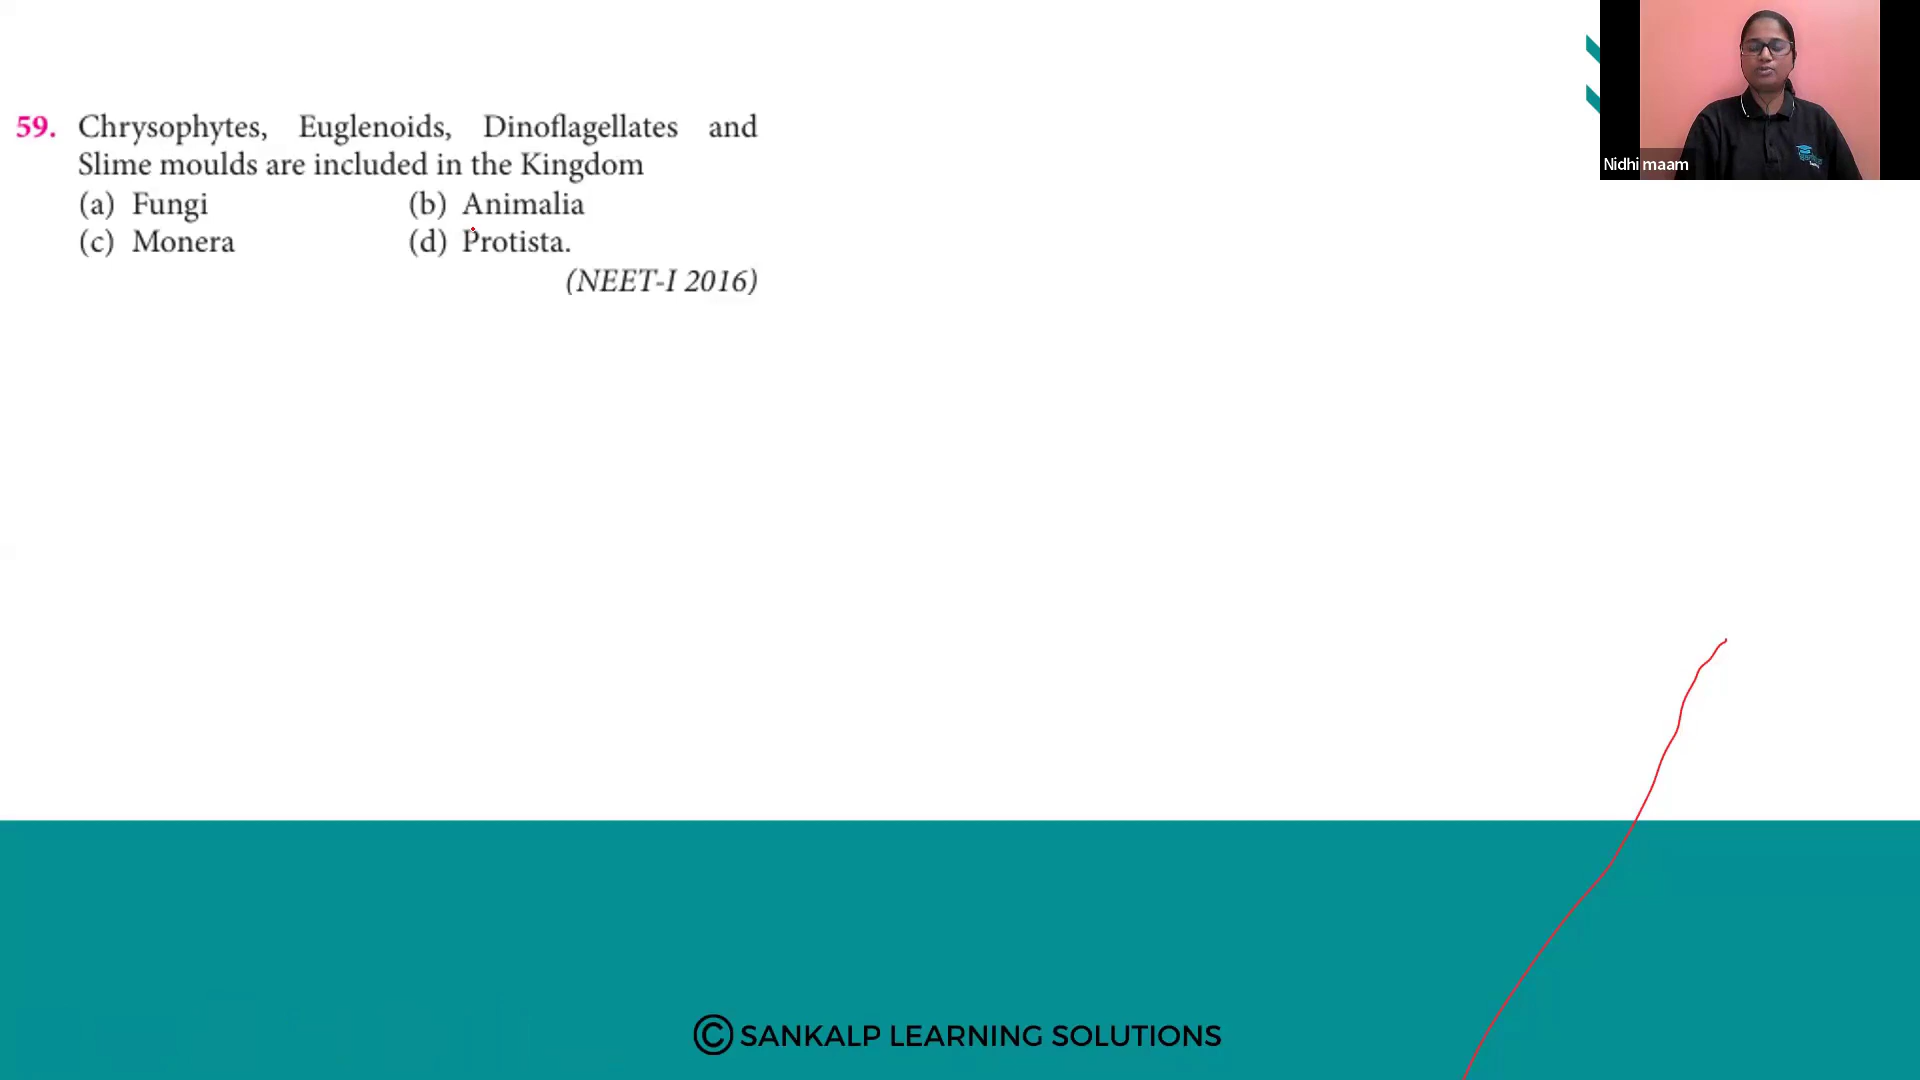 59. Chrysophytes, Euglenoids, Dinoflagellates and
Slime moulds are included in the Kingdom
(a) Fungi (b) Animalia
(c) Monera (d) Protista.
(NEET-I 2016)
Nidhi maam
© SANKALP LEARNING SOLUTIONS